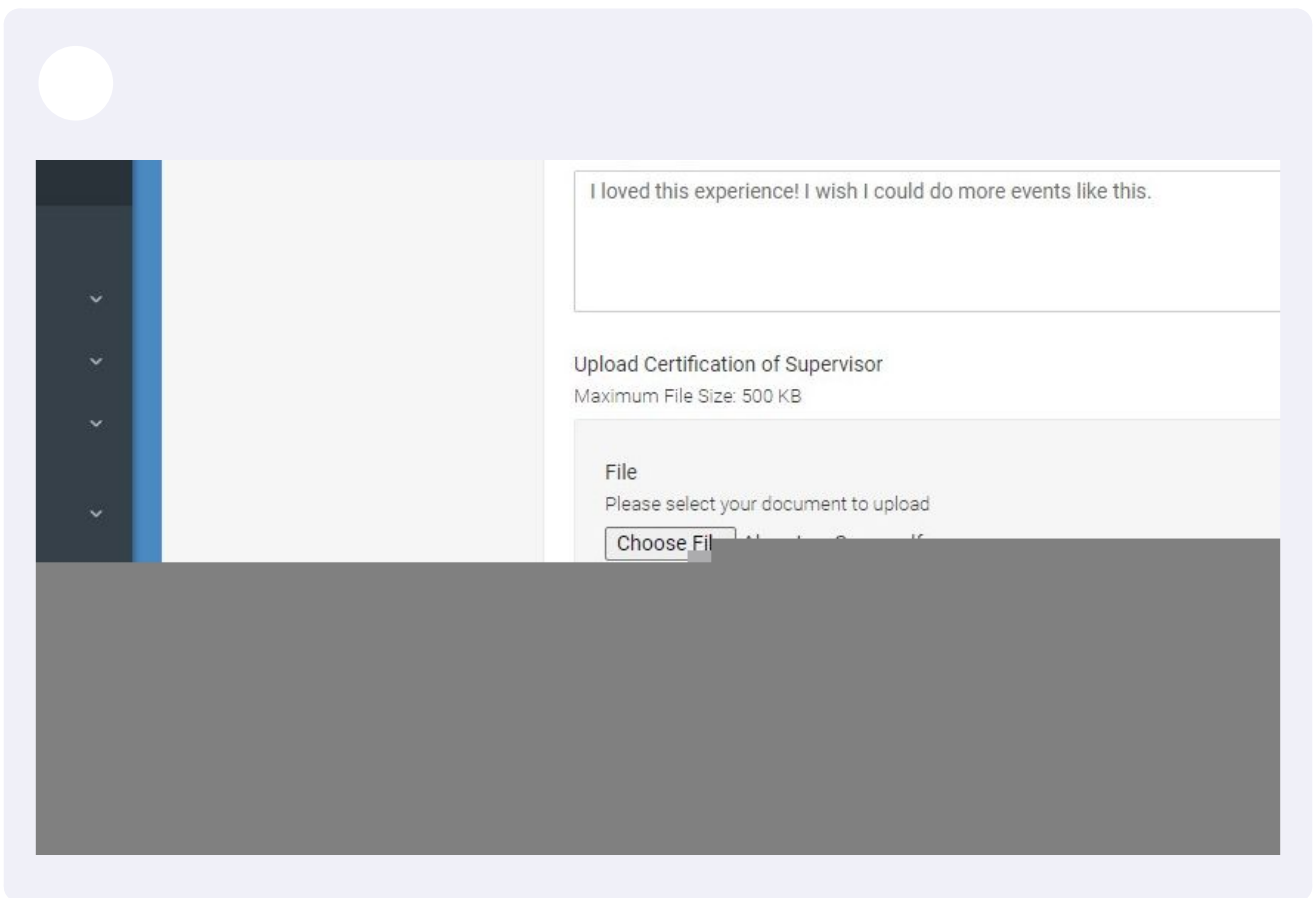 I loved this experience! I wish I could do more events like this.
Upload Certification of Supervisor
Maximum File Size: 500 KB
File
Please select your document to upload
Choose